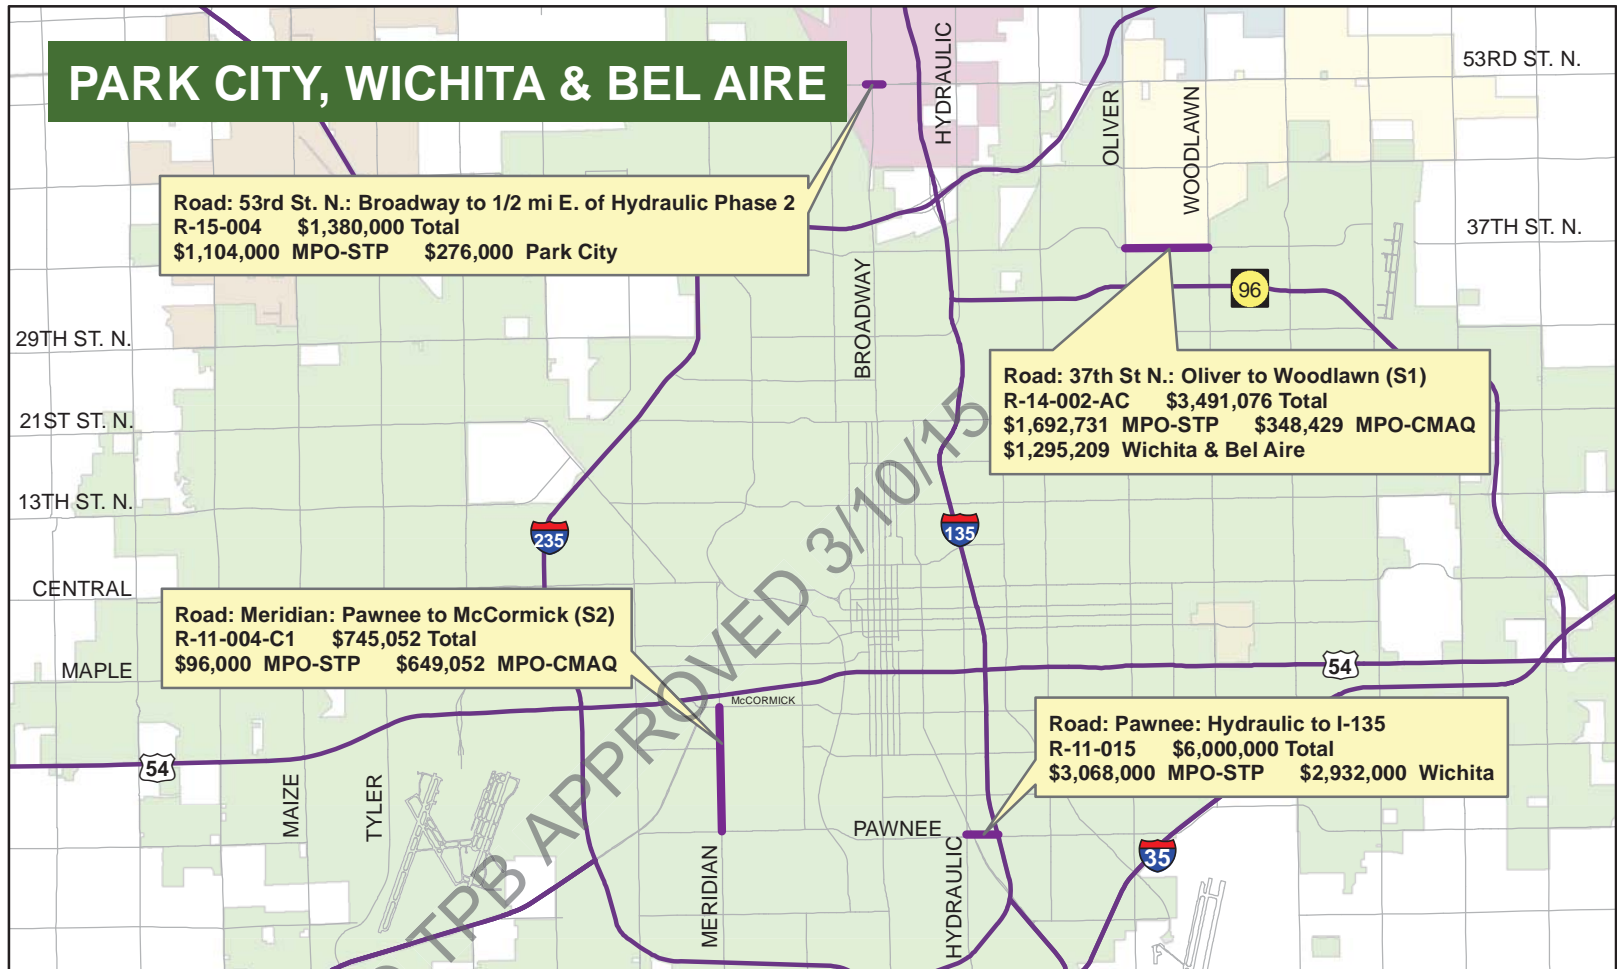 PARK CITY, WICHITA & BEL AIRE
HYDRAULIC
53RD ST. N.
OLIVER
WOODLAWN
Road: 53rd St. N.: Broadway to 1/2 mi E. of Hydraulic Phase 2
R-15-004 $1,380,000 Total
$1,104,000 MPO-STP $276,000 Park City
37TH ST. N.
BROADWAY
96
29TH ST. N.
Road: 37th St N.: Oliver to Woodlawn (S1)
R-14-002-AC $3,491,076 Total
$1,692,731 MPO-STP $348,429 MPO-CMAQ
$1,295,209 Wichita & Bel Aire
21ST ST. N.
13TH ST. N.
235
135
CENTRAL
Road: Meridian: Pawnee to McCormick (S2)
R-11-004-C1 $745,052 Total
$96,000 MPO-STP $649,052 MPO-CMAQ
MAPLE
54
McCORMICK
Road: Pawnee: Hydraulic to I-135
R-11-015 $6,000,000 Total
$3,068,000 MPO-STP $2,932,000 Wichita
54
MAIZE
TYLER
PAWNEE
35
MERIDIAN
HYDRAULIC
TPB APPROVED 3/10/15